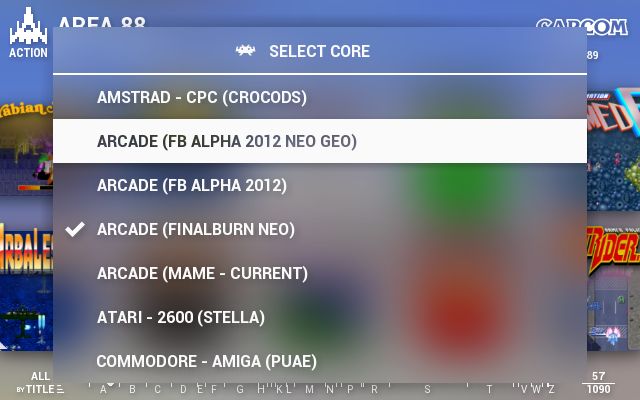 AREA 88
CAPCOM
ACTION
89
SELECT CORE
AMSTRAD - CPC (CROCODS)
ARCADE (FB ALPHA 2012 NEO GEO)
ARCADE (FB ALPHA 2012)
ARCADE (FINALBURN NEO)
ARCADE (MAME - CURRENT)
ATARI - 2600 (STELLA)
COMMODORE - AMIGA (PUAE)
ALL
BY TITLE
A B C D E F G H K L M N P R S T V W Z
57
1090